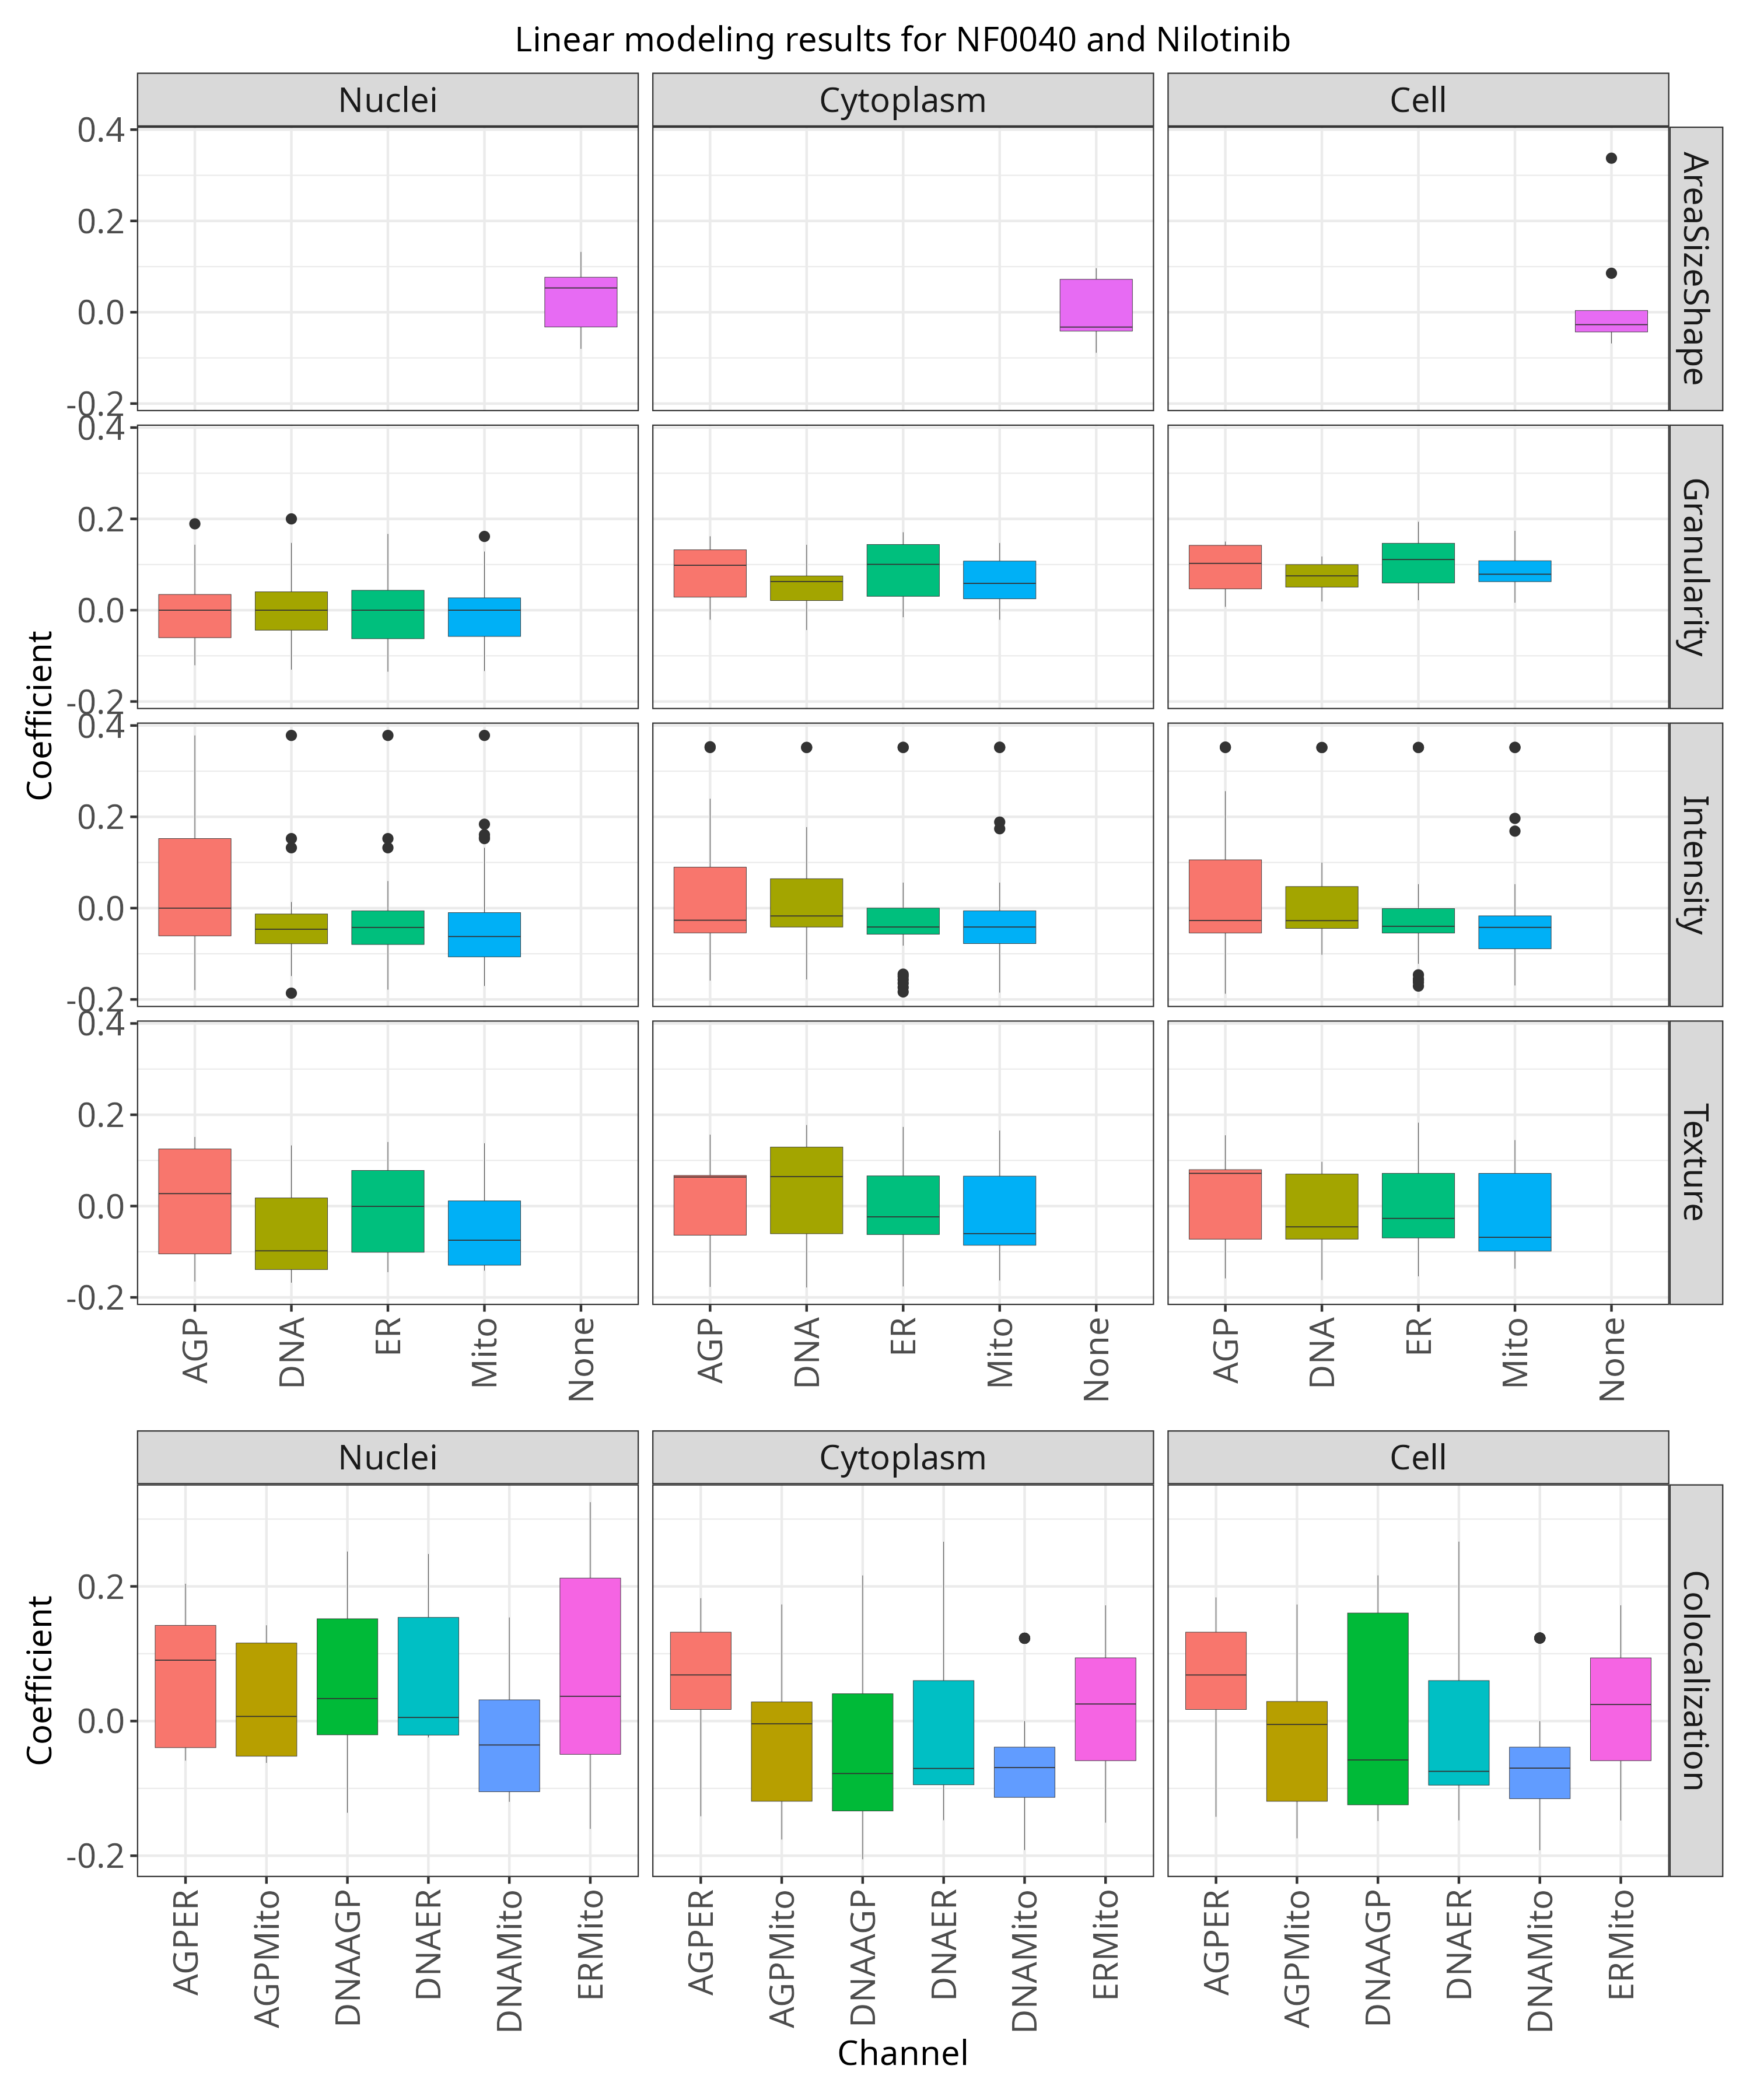 Linear modeling results for NF0040 and Nilotinib
Nuclei Cytoplasm Cell
0.4
0.2
0.0
-0.2
AreaSizeShape
0.4
0.2
0.0
-0.2
Granularity
Coefficient
0.4
0.2
0.0
-0.2
Intensity
0.4
0.2
0.0
-0.2
Texture
AGP DNA ER Mito None AGP DNA ER Mito None AGP DNA ER Mito None
Nuclei Cytoplasm Cell
0.2
0.0
-0.2
Coefficient
Colocalization
AGPER AGPMito DNAAGP DNAER DNAMito ERMito AGPER AGPMito DNAAGP DNAER DNAMito ERMito AGPER AGPMito DNAAGP DNAER DNAMito ERMito
Channel